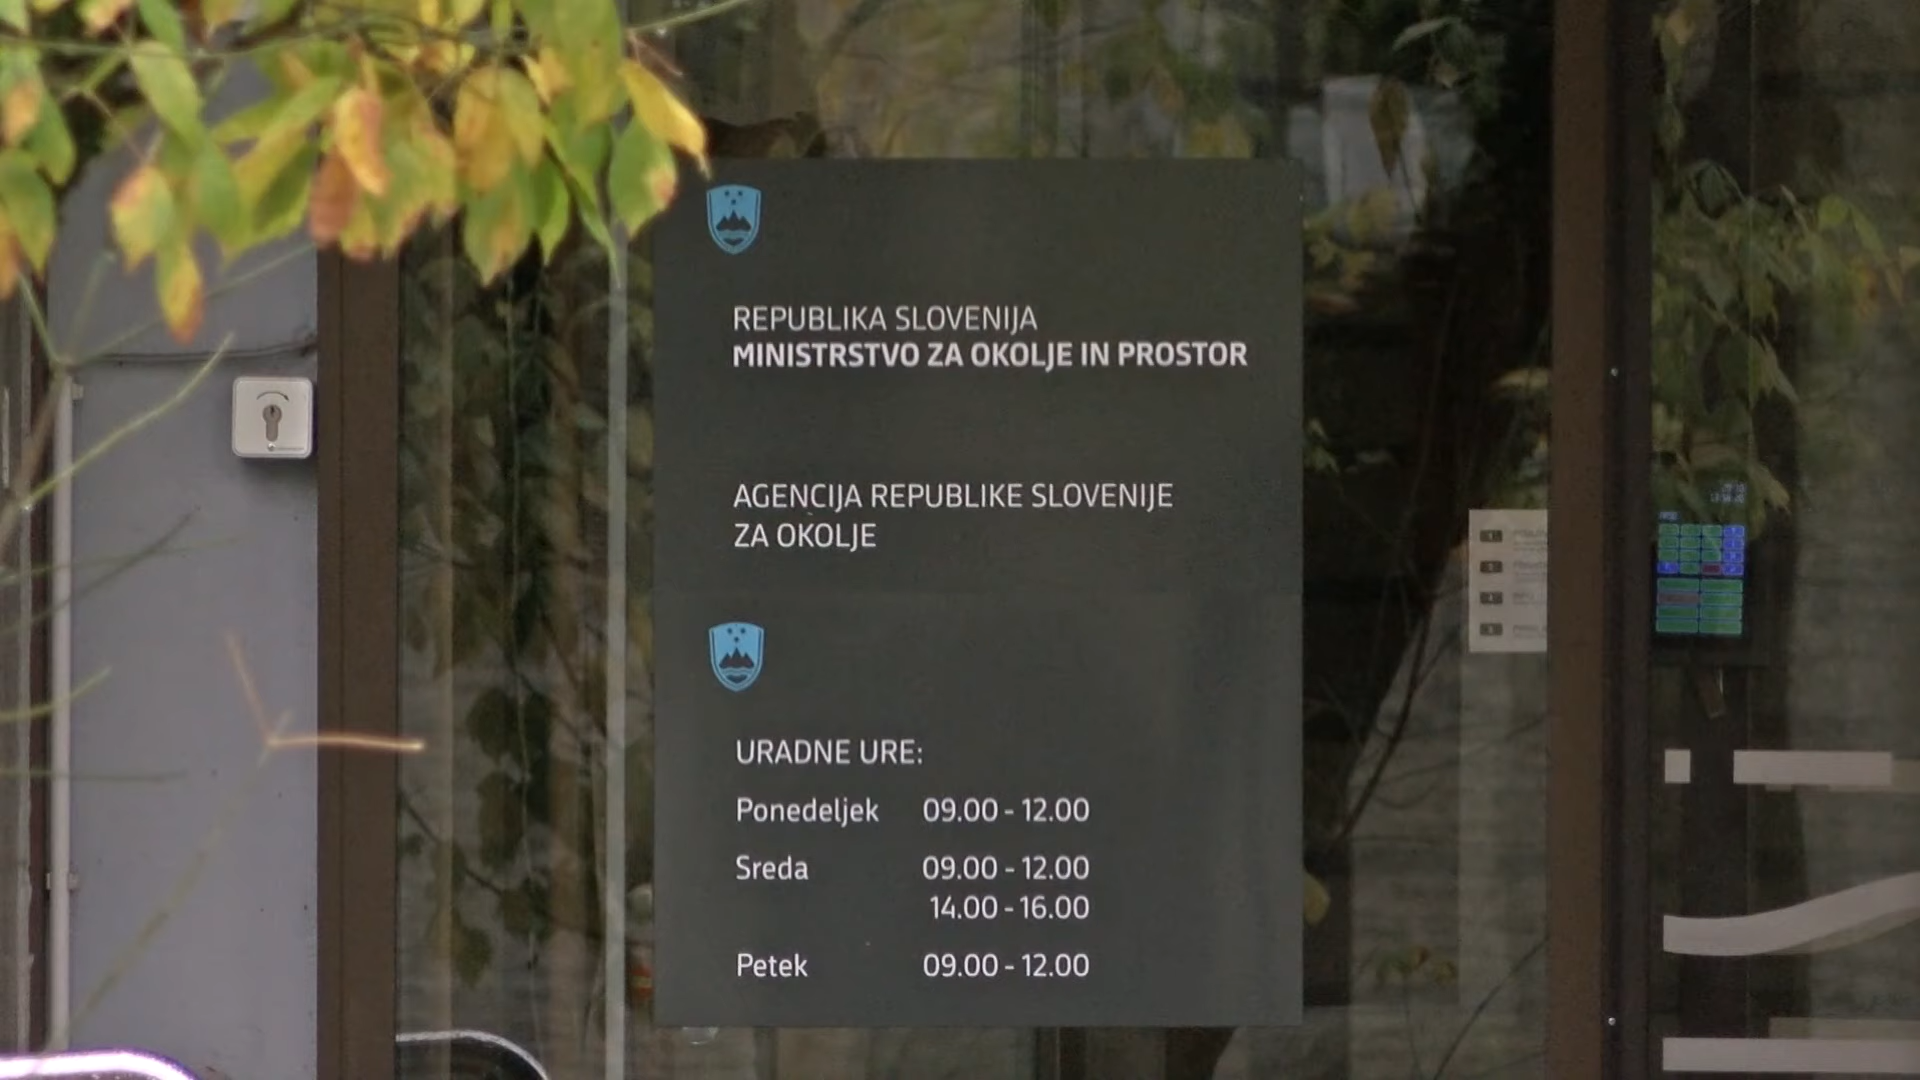 REPUBLIKA SLOVENIJA
MINISTRSTVO ZA OKOLJE IN PROSTOR
AGENCIJA REPUBLIKE SLOVENIJE
ZA OKOLJE
URADNE URE:
Ponedeljek 09.00 - 12.00
Sreda 09.00 - 12.00
14.00 - 16.00
Petek 09.00 - 12.00